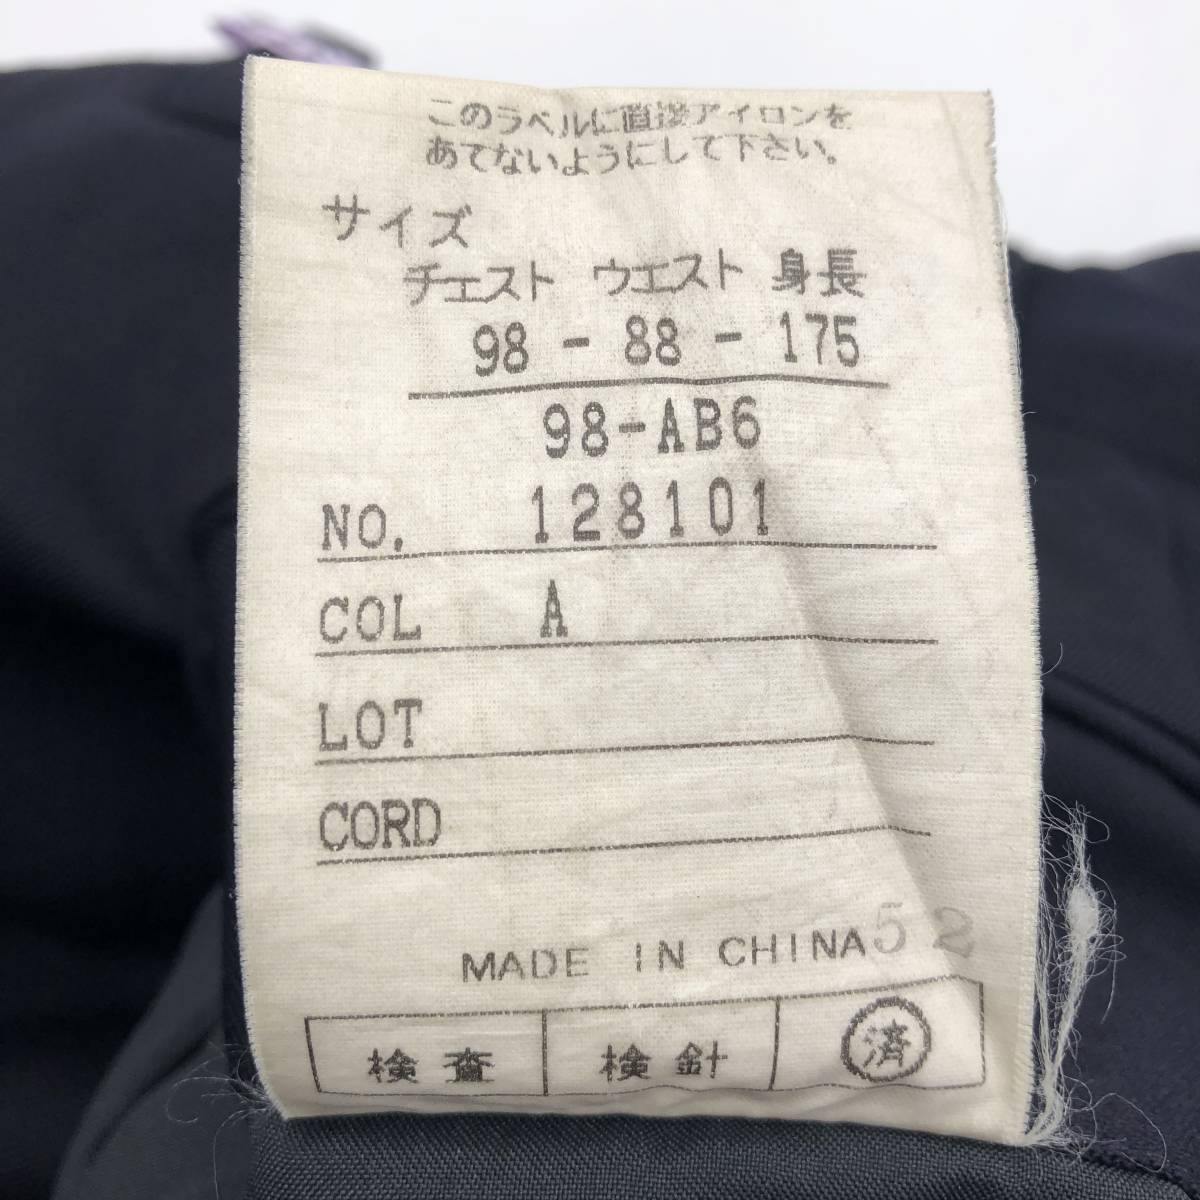 このラベルに直接アイロンを
あてないようにして下さい。
サイズ
チェスト ウエスト 身長
98 - 88 - 175
98-AB6
NO. 128101
COL A
LOT
CORD
MADE IN CHINA 52
検査 検針 済